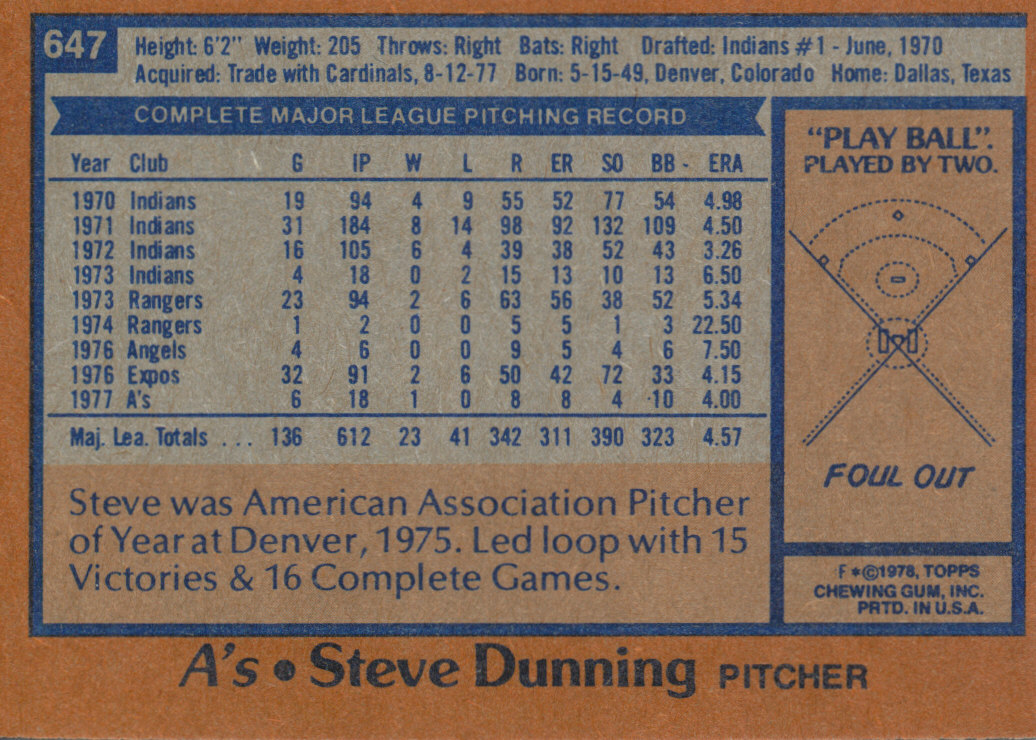 647
Height: 6'2" Weight: 205 Throws: Right Bats: Right Drafted: Indians #1 - June, 1970
Acquired: Trade with Cardinals, 8-12-77 Born: 5-15-49, Denver, Colorado Home: Dallas, Texas
COMPLETE MAJOR LEAGUE PITCHING RECORD
Year Club G IP W L R ER SO BB ERA
1970 Indians 19 94 4 9 55 52 77 54 4.98
1971 Indians 31 184 8 14 98 92 132 109 4.50
1972 Indians 16 105 6 4 39 38 52 43 3.26
1973 Indians 4 18 0 2 15 13 10 13 6.50
1973 Rangers 23 94 2 6 63 56 38 52 5.34
1974 Rangers 1 2 0 0 5 5 1 3 22.50
1976 Angels 4 6 0 0 9 5 4 6 7.50
1976 Expos 32 91 2 6 50 42 72 33 4.15
1977 A's 6 18 1 0 8 8 4 10 4.00
Maj. Lea. Totals ... 136 612 23 41 342 311 390 323 4.57
Steve was American Association Pitcher
of Year at Denver, 1975. Led loop with 15
Victories & 16 Complete Games.
"PLAY BALL".
PLAYED BY TWO.
FOUL OUT
F *©1978, TOPPS
CHEWING GUM, INC.
PRTD. IN U.S.A.
A's • Steve Dunning PITCHER